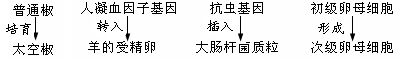 普通椒 人凝血因子基因 抗虫基因 初级卵母细胞
培育 转入 插入 形成
太空椒 羊的受精卵 大肠杆菌质粒 次级卵母细胞